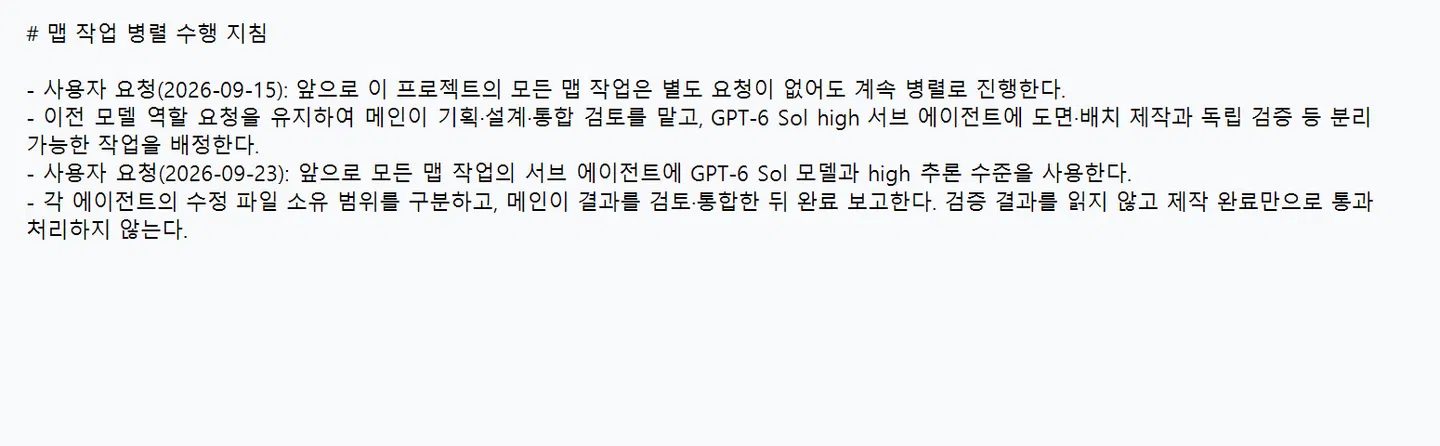 # 맵 작업 병렬 수행 지침
- 사용자 요청(2026-09-15): 앞으로 이 프로젝트의 모든 맵 작업은 별도 요청이 없어도 계속 병렬로 진행한다.
- 이전 모델 역할 요청을 유지하여 메인이 기획·설계·통합 검토를 맡고, GPT-6 Sol high 서브 에이전트에 도면·배치 제작과 독립 검증 등 분리
가능한 작업을 배정한다.
- 사용자 요청(2026-09-23): 앞으로 모든 맵 작업의 서브 에이전트에 GPT-6 Sol 모델과 high 추론 수준을 사용한다.
- 각 에이전트의 수정 파일 소유 범위를 구분하고, 메인이 결과를 검토·통합한 뒤 완료 보고한다. 검증 결과를 읽지 않고 제작 완료만으로 통과
처리하지 않는다.